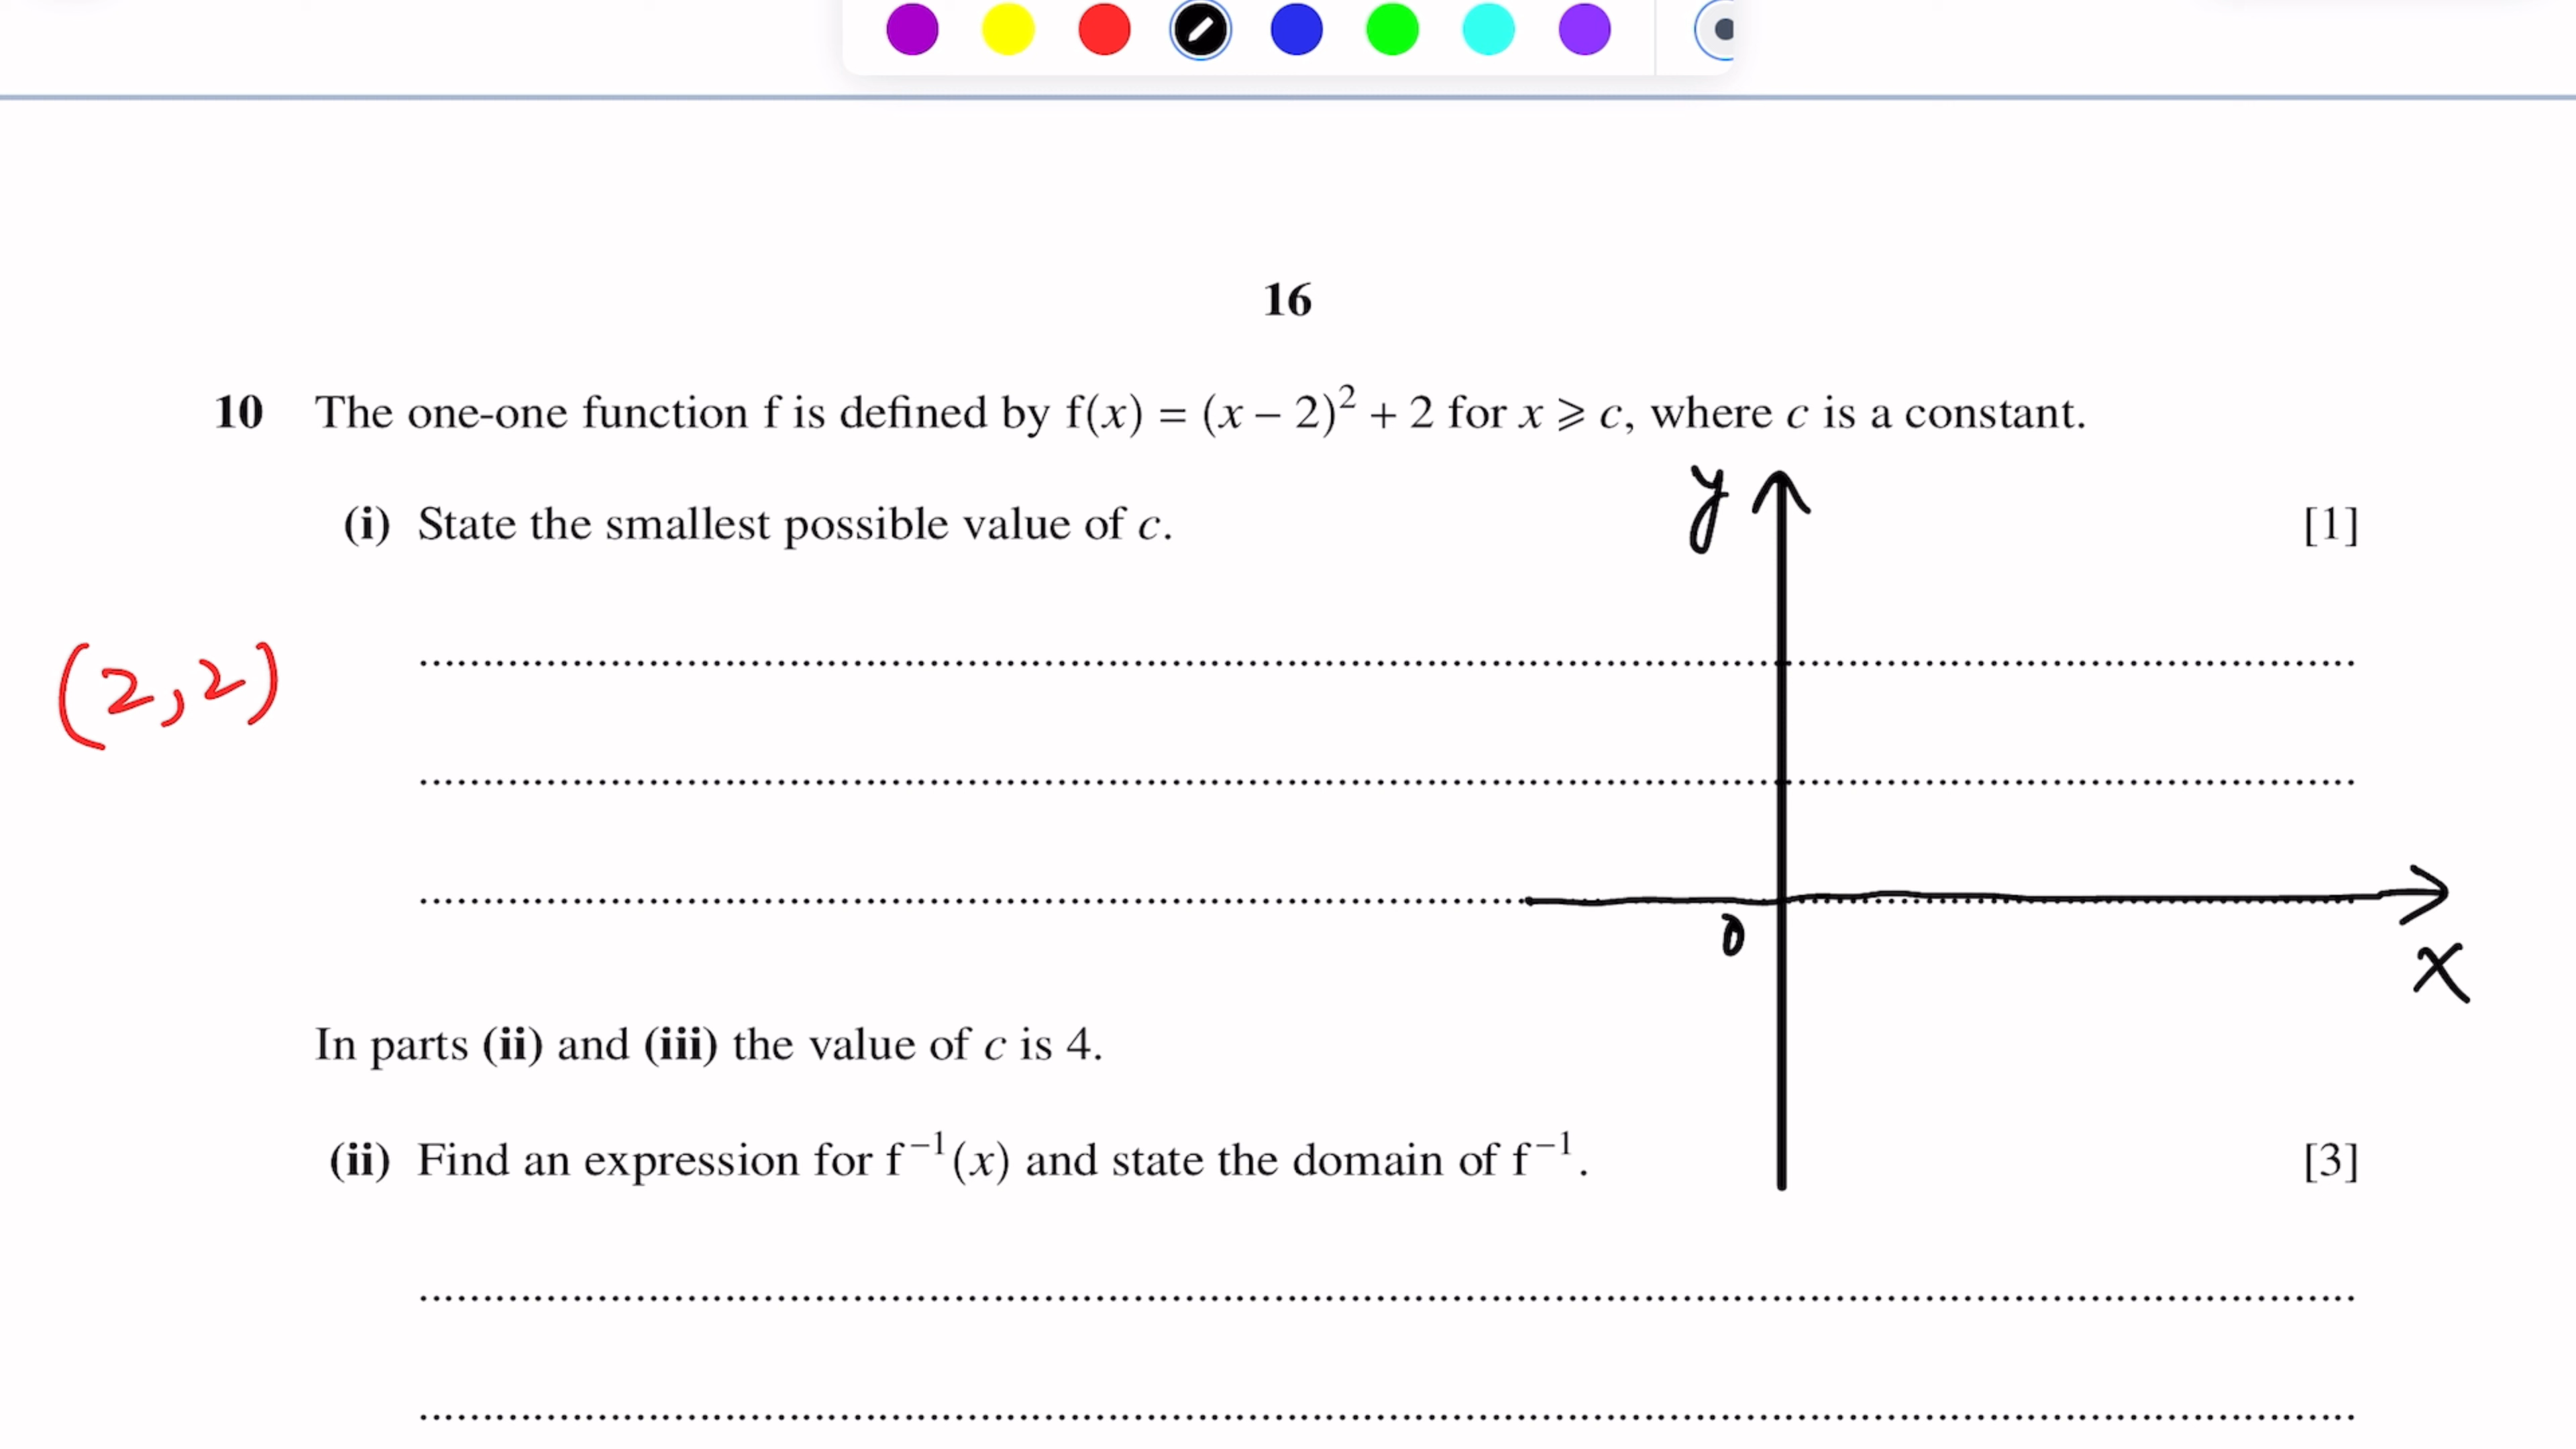 16
10 The one-one function f is defined by f(x) = (x − 2)² + 2 for x ⩾ c, where c is a constant.
y
(i) State the smallest possible value of c. [1]
(2,2)
0
x
In parts (ii) and (iii) the value of c is 4.
(ii) Find an expression for f⁻¹(x) and state the domain of f⁻¹. [3]